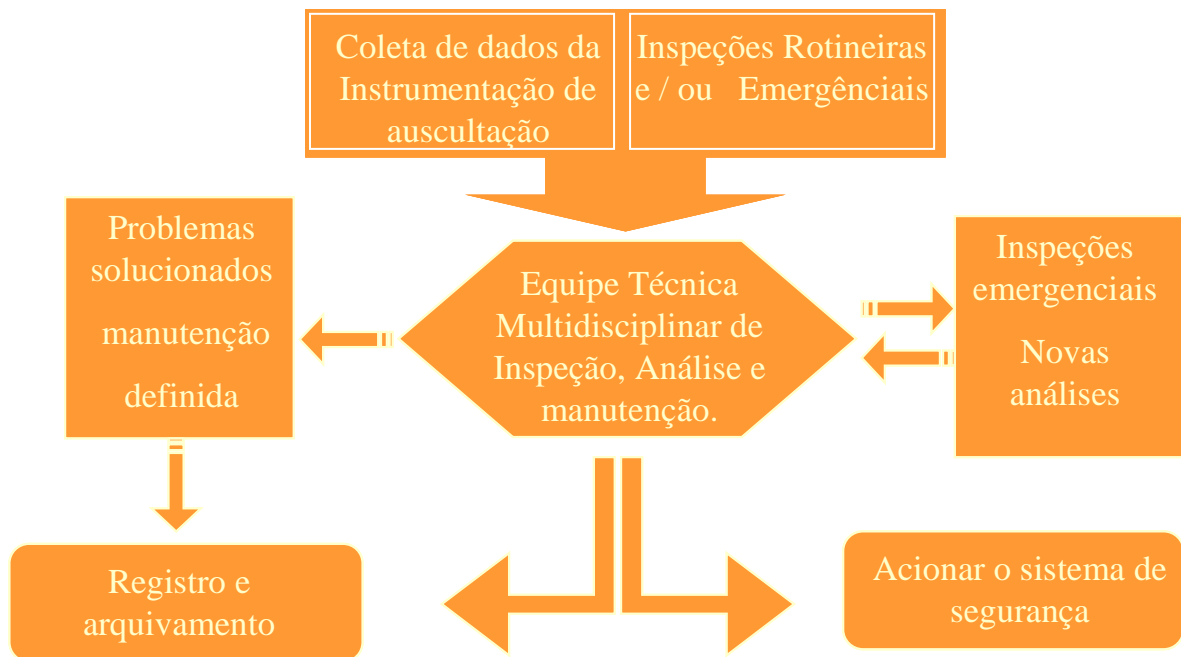 Coleta de dados da
Instrumentação de
auscultação
Inspeções Rotineiras
e / ou Emergênciais
Problemas
solucionados
manutenção
definida
Equipe Técnica
Multidisciplinar de
Inspeção, Análise e
manutenção.
Inspeções
emergenciais
Novas
análises
Registro e
arquivamento
Acionar o sistema de
segurança